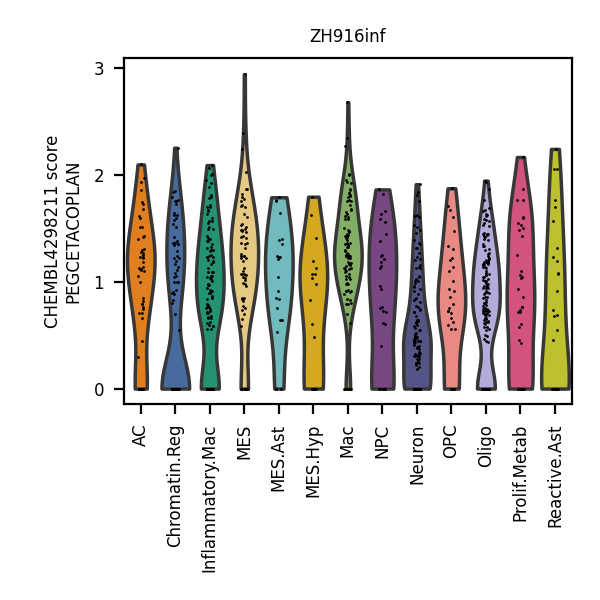 ZH916inf
CHEMBL4298211 score
PEGCETACOPLAN
3
2
1
0
AC
Chromatin.Reg
Inflammatory.Mac
MES
MES.Ast
MES.Hyp
Mac
NPC
Neuron
OPC
Oligo
Prolif.Metab
Reactive.Ast